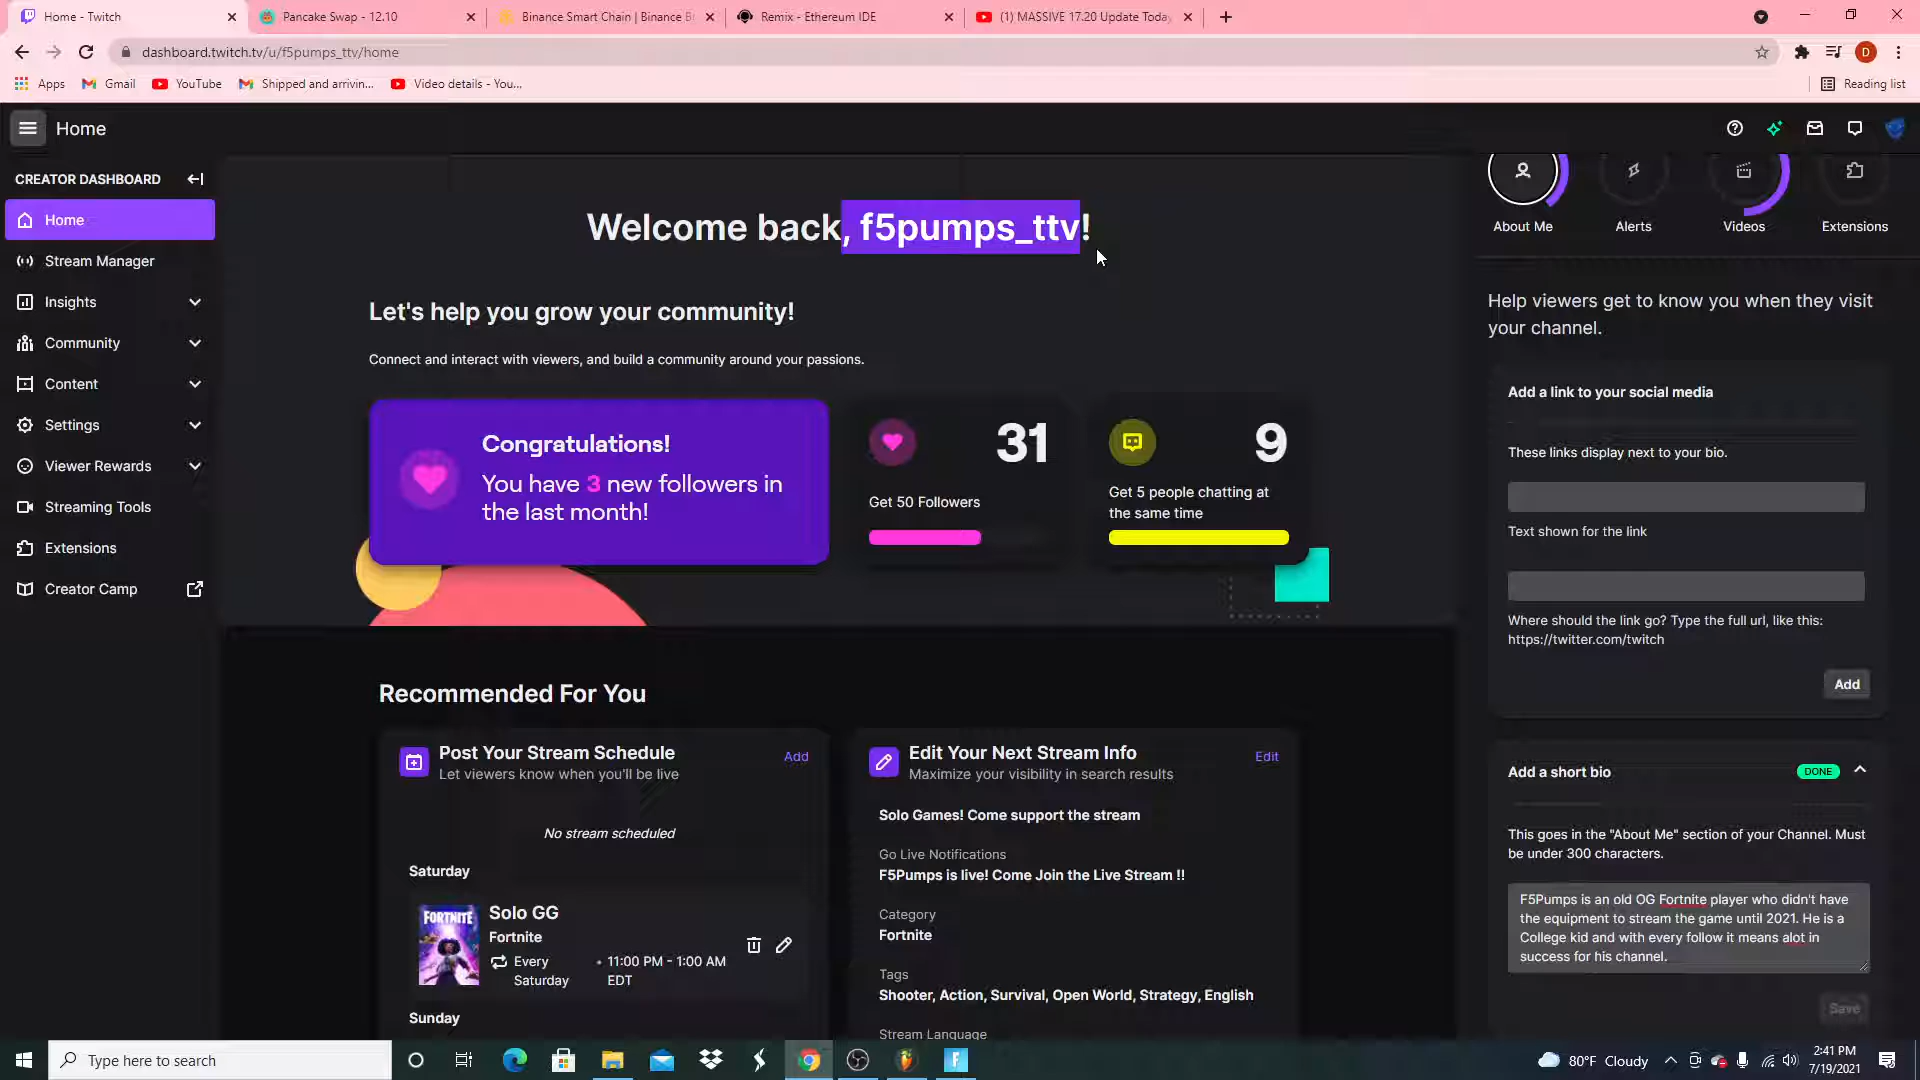 Home - Twitch
Pancake Swap - 12.10
Binance Smart Chain | Binance B
Remix - Ethereum IDE
(1) MASSIVE 17.20 Update Today
dashboard.twitch.tv/u/f5pumps_ttv/home
D
Apps
Gmail
YouTube
Shipped and arrivin...
Video details - You...
Reading list
Home
CREATOR DASHBOARD
Home
Stream Manager
Insights
Community
Content
Settings
Viewer Rewards
Streaming Tools
Extensions
Creator Camp
Welcome back, f5pumps_ttv!
Let's help you grow your community!
Connect and interact with viewers, and build a community around your passions.
Congratulations!
You have 3 new followers in
the last month!
31
Get 50 Followers
9
Get 5 people chatting at
the same time
Recommended For You
Post Your Stream Schedule
Add
Let viewers know when you'll be live
No stream scheduled
Saturday
FORTNITE
Solo GG
Fortnite
Every
Saturday
• 11:00 PM - 1:00 AM
EDT
Sunday
Edit Your Next Stream Info
Edit
Maximize your visibility in search results
Solo Games! Come support the stream
Go Live Notifications
F5Pumps is live! Come Join the Live Stream !!
Category
Fortnite
Tags
Shooter, Action, Survival, Open World, Strategy, English
Stream Language
About Me
Alerts
Videos
Extensions
Help viewers get to know you when they visit
your channel.
Add a link to your social media
These links display next to your bio.
Text shown for the link
Where should the link go? Type the full url, like this:
https://twitter.com/twitch
Add
Add a short bio
DONE
This goes in the "About Me" section of your Channel. Must
be under 300 characters.
F5Pumps is an old OG Fortnite player who didn't have
the equipment to stream the game until 2021. He is a
College kid and with every follow it means alot in
success for his channel.
Save
Type here to search
80°F Cloudy
2:41 PM
7/19/2021